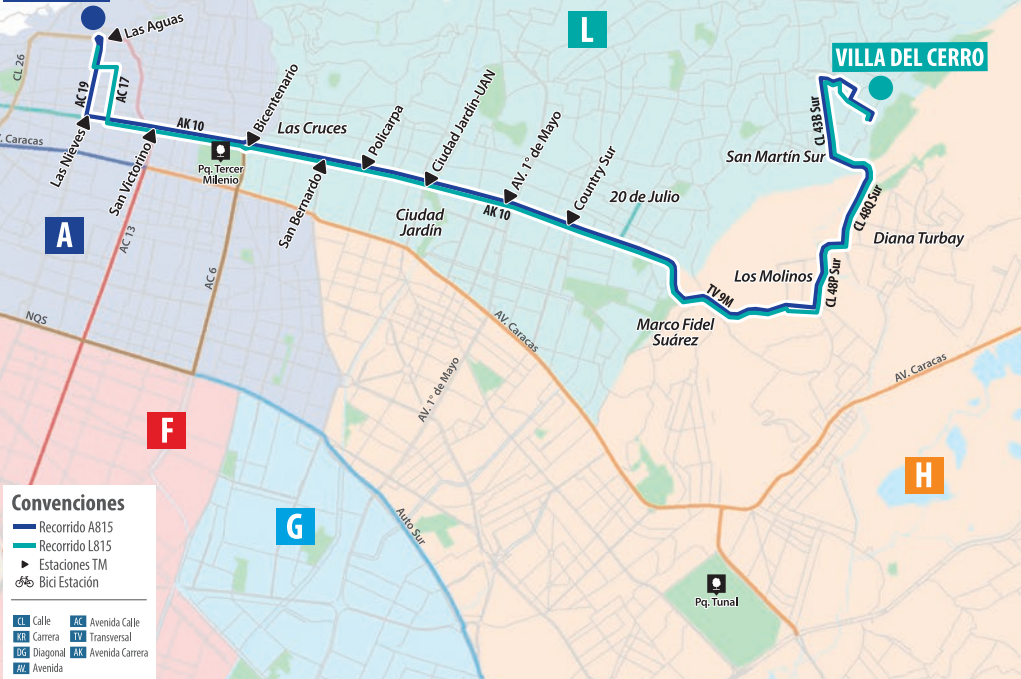 Las Aguas
L
VILLA DEL CERRO
CL 26
AC 19
AC 17
AK 10
Bicentenario
Las Cruces
Policarpa
Ciudad Jardín-UAN
AV. 1° de Mayo
Country Sur
CL 43B Sur
San Martín Sur
. Caracas
Las Nieves
San Victorino
Pq. Tercer
Milenio
San Bernardo
Ciudad
Jardín
AK 10
20 de Julio
CL 48Q Sur
Diana Turbay
A
AC 13
AC 6
Los Molinos
CL 48P Sur
TV 9M
Marco Fidel
Suárez
NQS
AV. Caracas
AV. 1° de Mayo
AV. Caracas
F
H
G
Auto Sur
Pq. Tunal
Convenciones
Recorrido A815
Recorrido L815
Estaciones TM
Bici Estación
CL Calle
AC Avenida Calle
KR Carrera
TV Transversal
DG Diagonal
AK Avenida Carrera
AV. Avenida